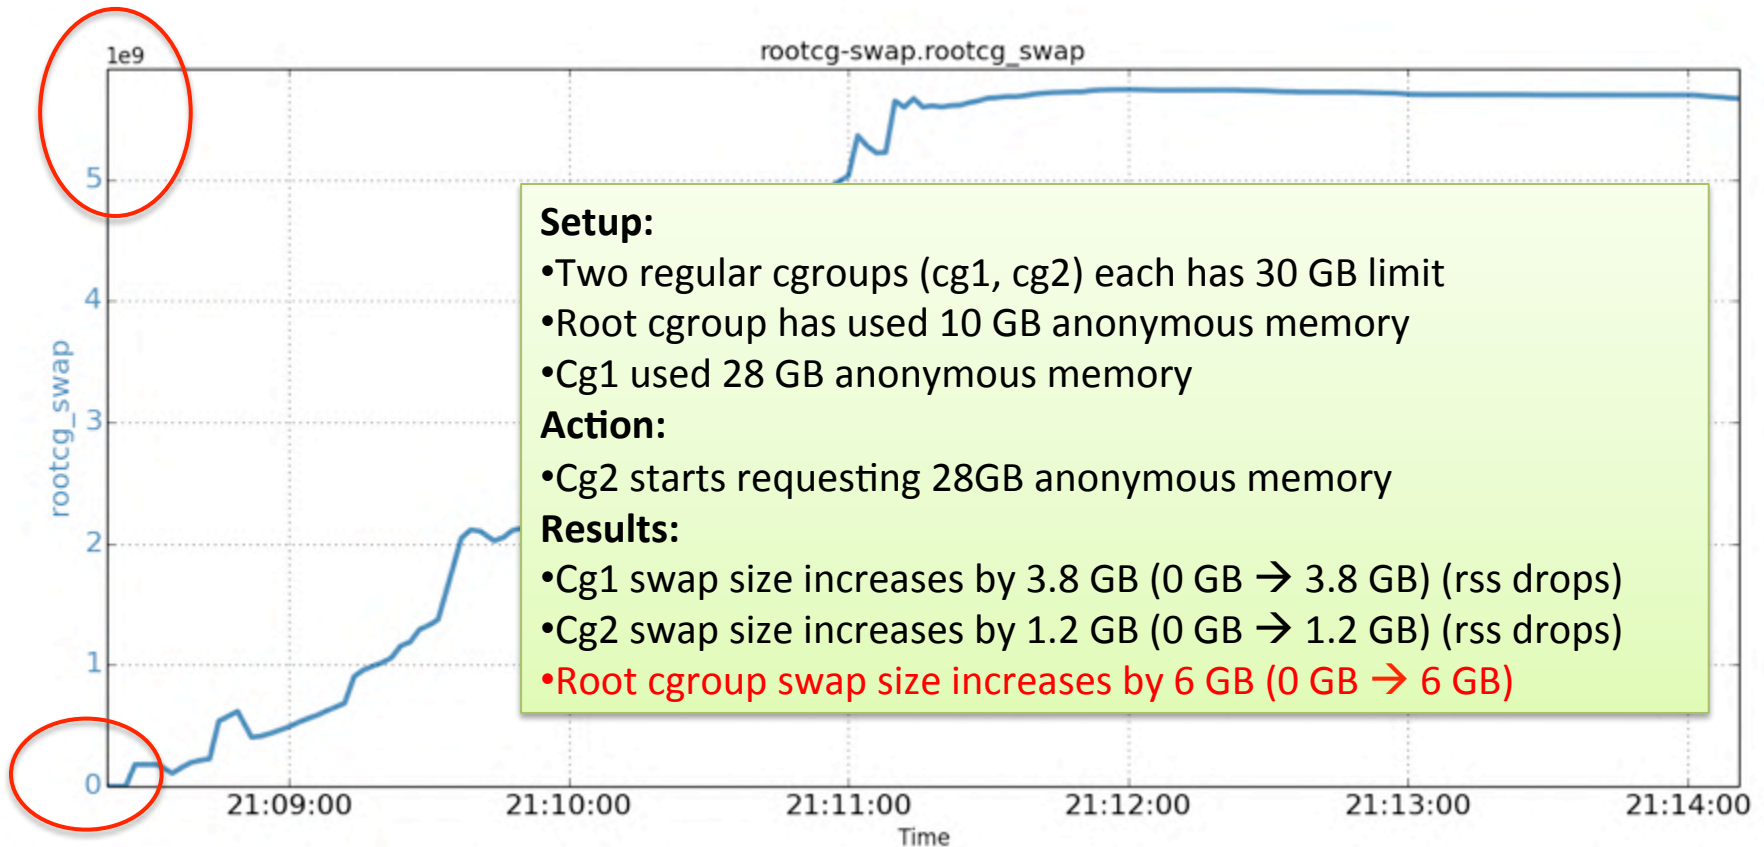 1e9
rootcg-swap.rootcg_swap
5
4
3
2
1
0
rootcg_swap
Setup:
•Two regular cgroups (cg1, cg2) each has 30 GB limit
•Root cgroup has used 10 GB anonymous memory
•Cg1 used 28 GB anonymous memory
Action:
•Cg2 starts requesting 28GB anonymous memory
Results:
•Cg1 swap size increases by 3.8 GB (0 GB → 3.8 GB) (rss drops)
•Cg2 swap size increases by 1.2 GB (0 GB → 1.2 GB) (rss drops)
•Root cgroup swap size increases by 6 GB (0 GB → 6 GB)
21:09:00 21:10:00 21:11:00 21:12:00 21:13:00 21:14:00
Time